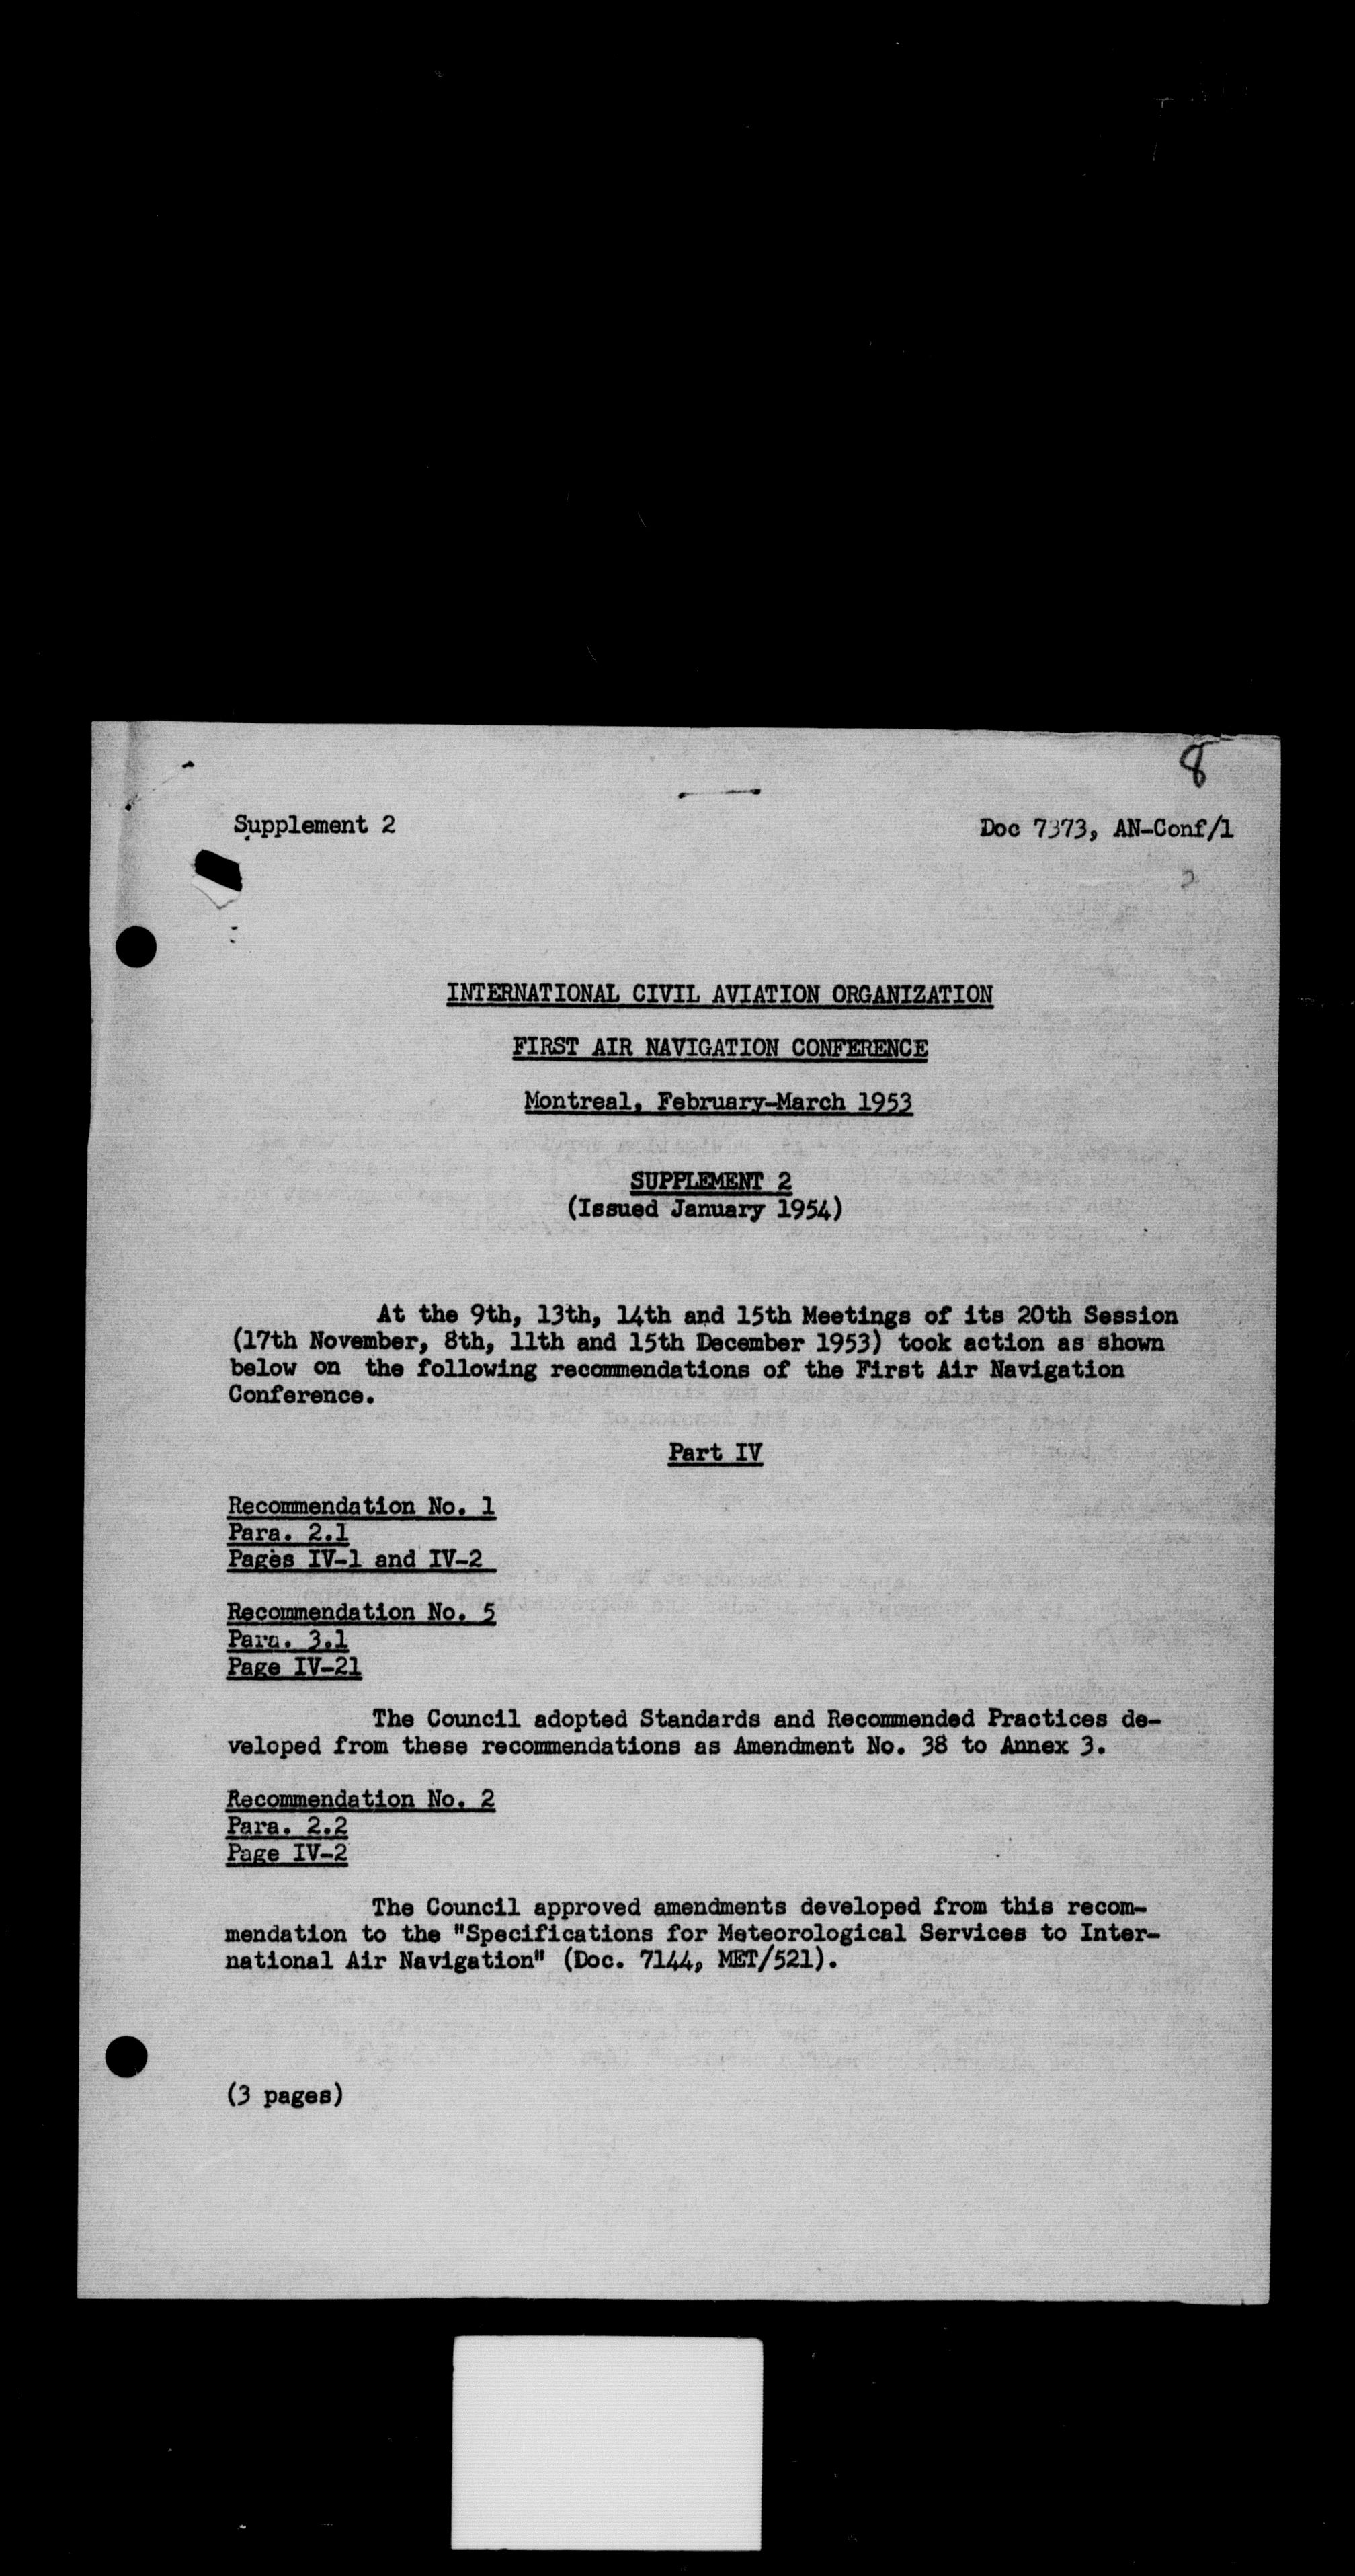 8
Supplement 2
Doc 7373, AN-Conf/1
2
INTERNATIONAL CIVIL AVIATION ORGANIZATION
FIRST AIR NAVIGATION CONFERENCE
Montreal, February-March 1953
SUPPLEMENT 2
(Issued January 1954)
At the 9th, 13th, 14th and 15th Meetings of its 20th Session
(17th November, 8th, 11th and 15th December 1953) took action as shown
below on the following recommendations of the First Air Navigation
Conference.
Part IV
Recommendation No. 1
Para. 2.1
Pages IV-1 and IV-2
Recommendation No. 5
Para. 3.1
Page IV-21
The Council adopted Standards and Recommended Practices de-
veloped from these recommendations as Amendment No. 38 to Annex 3.
Recommendation No. 2
Para. 2.2
Page IV-2
The Council approved amendments developed from this recom-
mendation to the "Specifications for Meteorological Services to Inter-
national Air Navigation" (Doc. 7144, MET/521).
(3 pages)